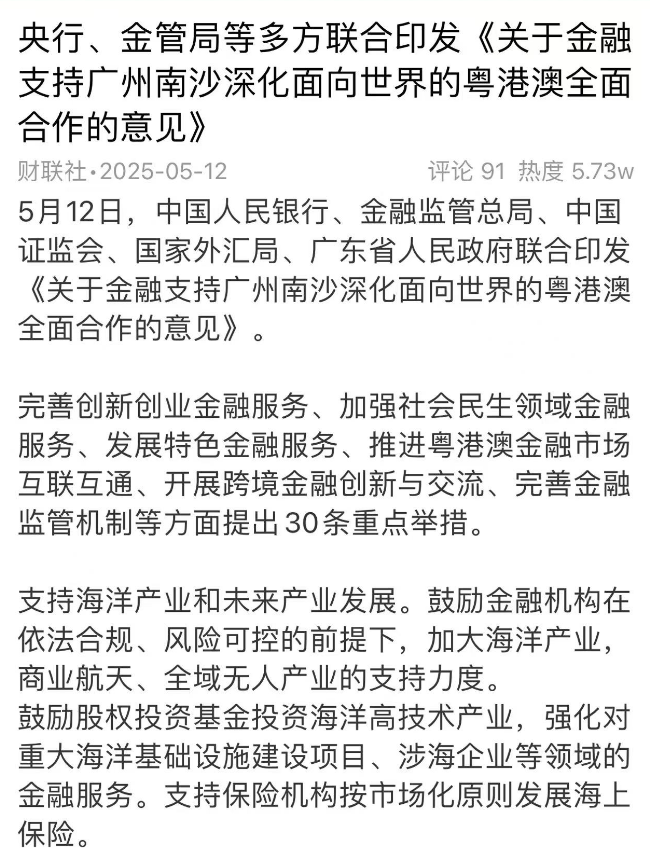 央行、金管局等多方联合印发《关于金融
支持广州南沙深化面向世界的粤港澳全面
合作的意见》
财联社•2025-05-12 评论 91 热度 5.73w
5月12日，中国人民银行、金融监管总局、中国
证监会、国家外汇局、广东省人民政府联合印发
《关于金融支持广州南沙深化面向世界的粤港澳
全面合作的意见》。
完善创新创业金融服务、加强社会民生领域金融
服务、发展特色金融服务、推进粤港澳金融市场
互联互通、开展跨境金融创新与交流、完善金融
监管机制等方面提出30条重点举措。
支持海洋产业和未来产业发展。鼓励金融机构在
依法合规、风险可控的前提下，加大海洋产业，
商业航天、全域无人产业的支持力度。
鼓励股权投资基金投资海洋高技术产业，强化对
重大海洋基础设施建设项目、涉海企业等领域的
金融服务。支持保险机构按市场化原则发展海上
保险。